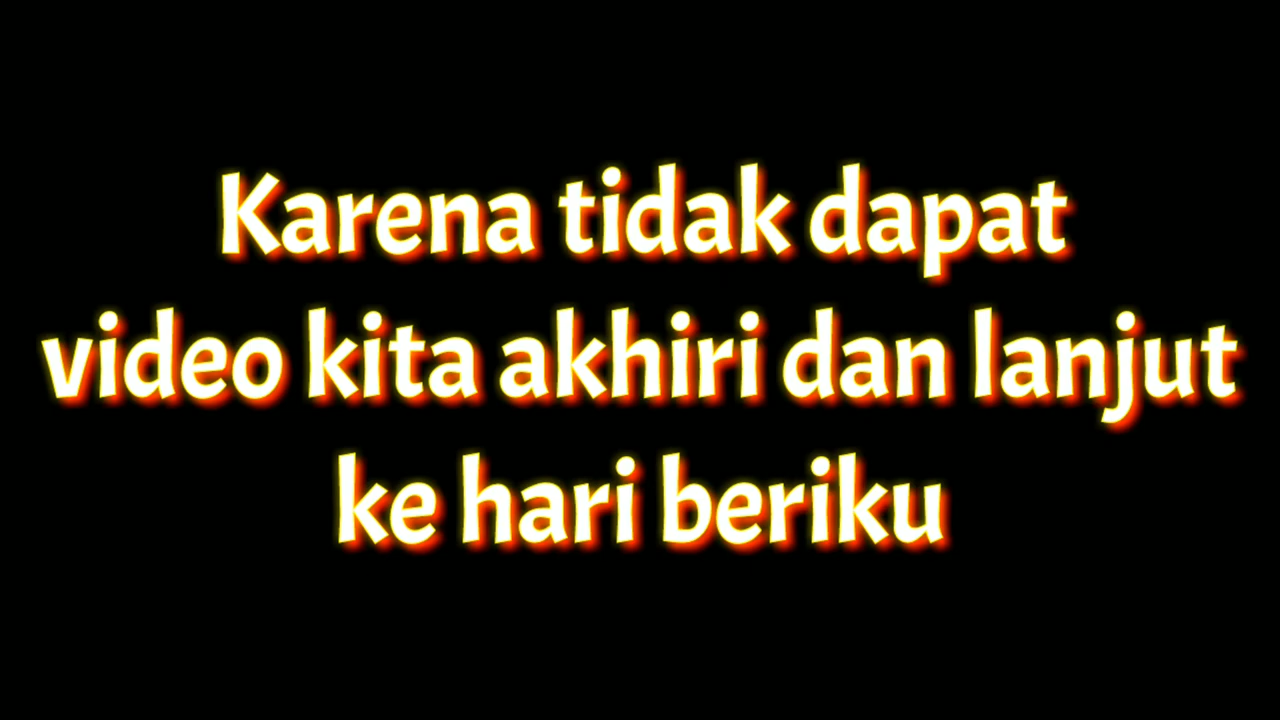 Karena tidak dapat
video kita akhiri dan lanjut
ke hari beriku